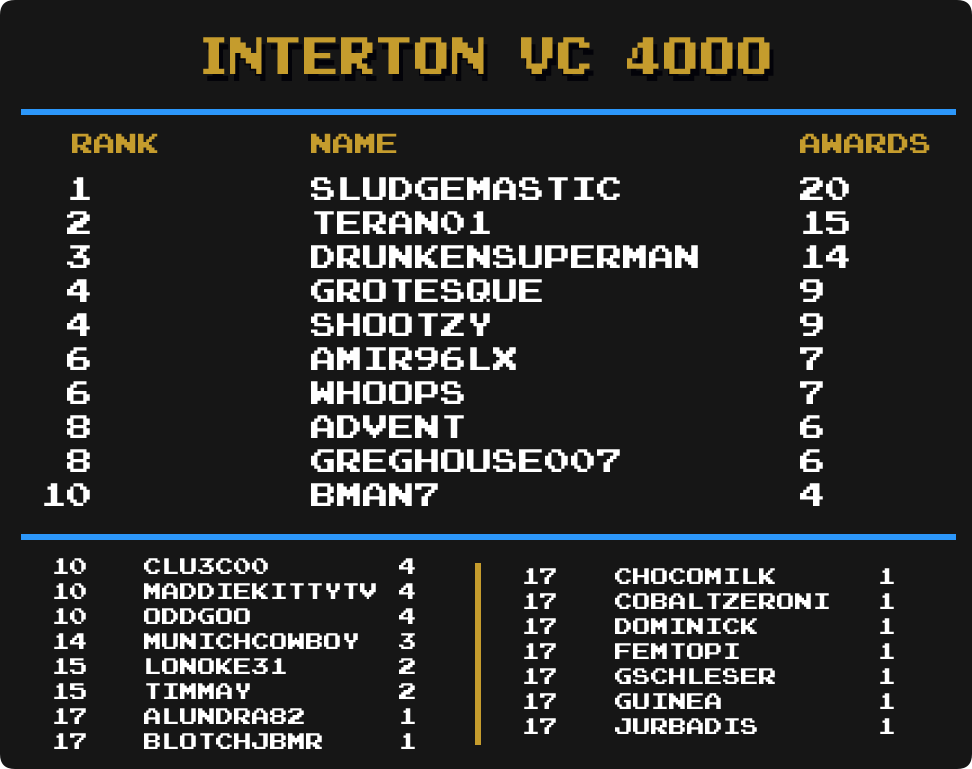 INTERTON VC 4000
RANK NAME AWARDS
1 SLUDGEMASTIC 20
2 TERAN01 15
3 DRUNKENSUPERMAN 14
4 GROTESQUE 9
4 SHOOTZY 9
6 AMIR96LX 7
6 WHOOPS 7
8 ADVENT 6
8 GREGHOUSE007 6
10 BMAN7 4
10 CLU3COO 4
10 MADDIEKITTYTV 4
10 ODDGOO 4
14 MUNICHCOWBOY 3
15 LONOKE31 2
15 TIMMAY 2
17 ALUNDRA82 1
17 BLOTCHJBMR 1
17 CHOCOMILK 1
17 COBALTZERONI 1
17 DOMINICK 1
17 FEMTOPI 1
17 GSCHLESER 1
17 GUINEA 1
17 JURBADIS 1